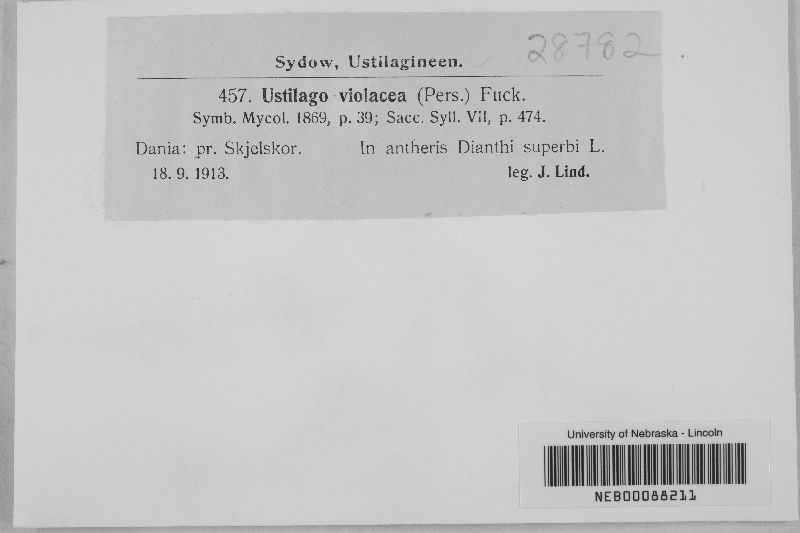 28782
Sydow, Ustilagineen.
457. Ustilago violacea (Pers.) Fuck.
Symb. Mycol. 1869, p. 39; Sacc. Syll. VII, p. 474.
Dania: pr. Skjelskor. In antheris Dianthi superbi L.
18. 9. 1913. leg. J. Lind.
University of Nebraska - Lincoln
NEB00088211